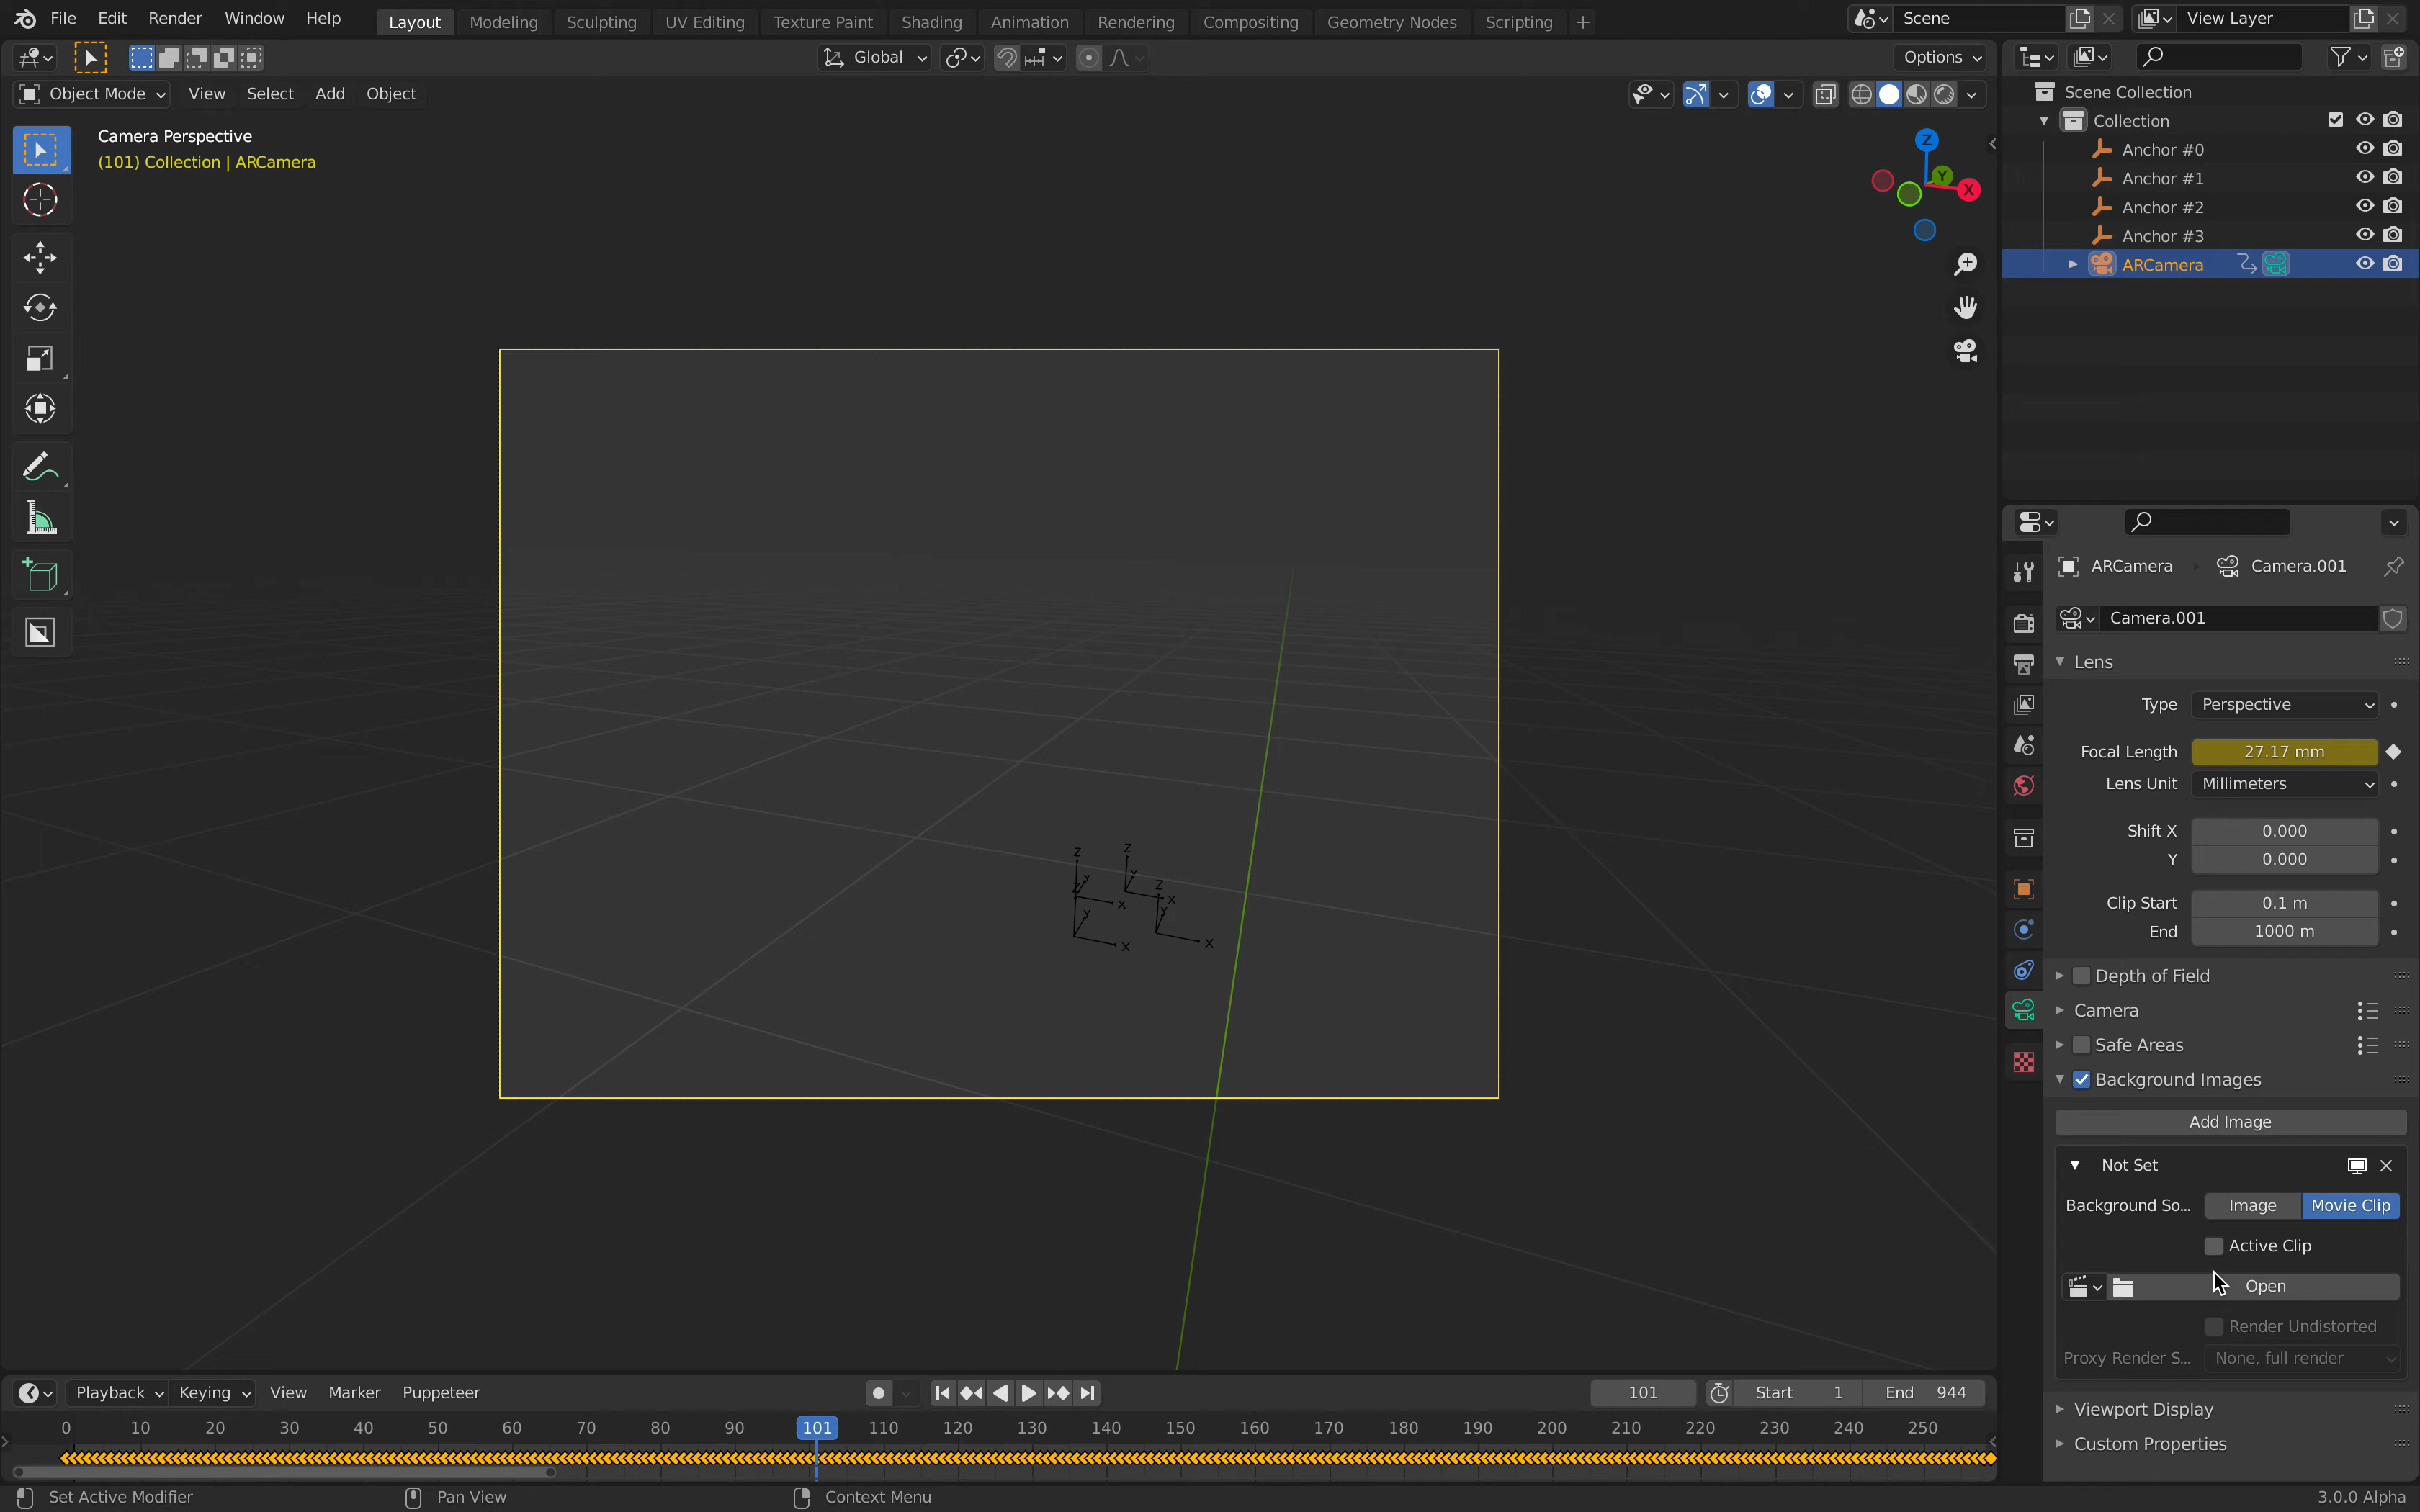 File Edit Render Window Help Layout Modeling Sculpting UV Editing Texture Paint Shading Animation Rendering Compositing Geometry Nodes Scripting + Scene View Layer
Global Options
Object Mode View Select Add Object
Camera Perspective
(101) Collection | ARCamera
Z
Y
X
Scene Collection
Collection
Anchor #0
Anchor #1
Anchor #2
Anchor #3
ARCamera
ARCamera Camera.001
Camera.001
Lens
Type Perspective
Focal Length 27.17 mm
Lens Unit Millimeters
Shift X 0.000
Y 0.000
Clip Start 0.1 m
End 1000 m
Depth of Field
Camera
Safe Areas
Background Images
Add Image
Not Set
Background So... Image Movie Clip
Active Clip
Open
Render Undistorted
Proxy Render S... None, full render
Viewport Display
Custom Properties
Z Z
Y Y
Z X Z X
Y Y
X X
Playback Keying View Marker Puppeteer 101 Start 1 End 944
0 10 20 30 40 50 60 70 80 90 101 110 120 130 140 150 160 170 180 190 200 210 220 230 240 250
Set Active Modifier Pan View Context Menu 3.0.0 Alpha